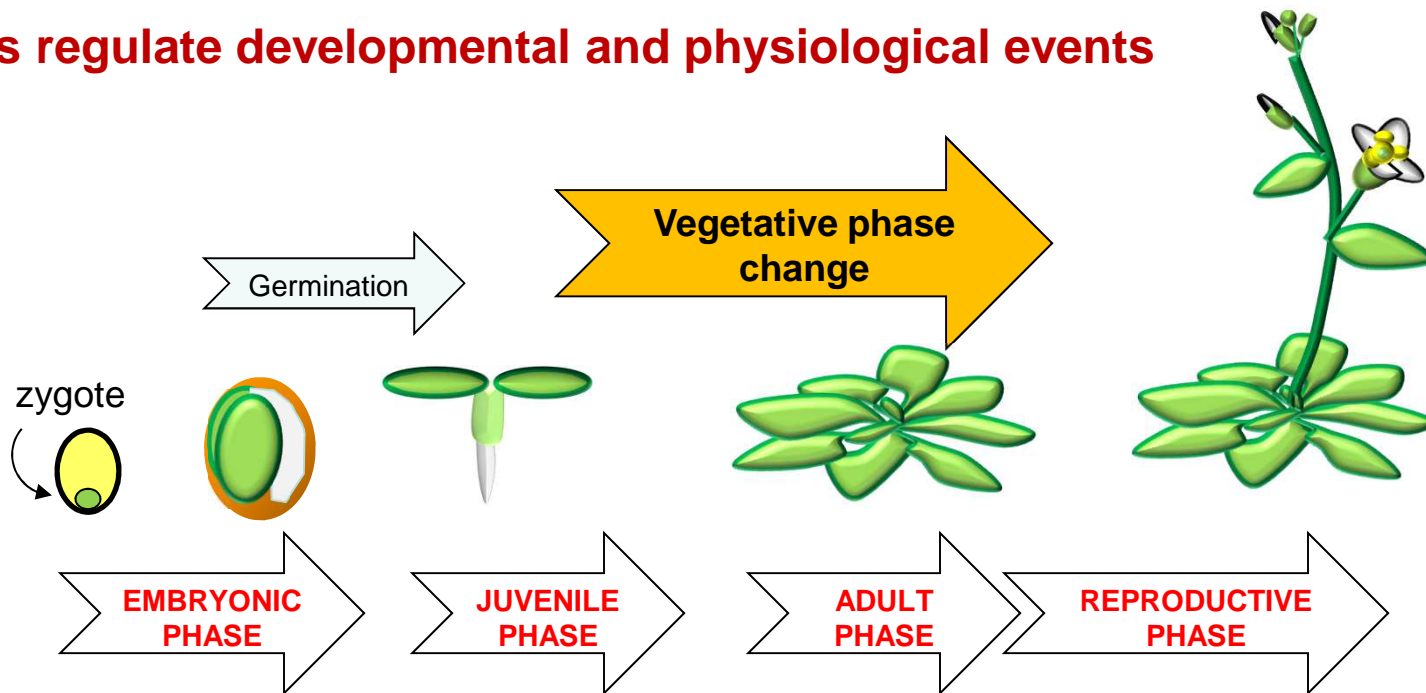 s regulate developmental and physiological events
Vegetative phase
change
Germination
zygote
EMBRYONIC
PHASE
JUVENILE
PHASE
ADULT
PHASE
REPRODUCTIVE
PHASE